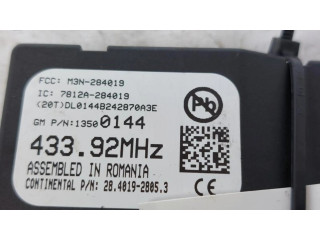 FCC: M3N-284019
IC: 7812A-284019
(20T)DL0144B242870A3E
GM P/N:13500144
433.92MHz
ASSEMBLED IN ROMANIA
CONTINENTAL P/N: 28.4019-2805.3
Pb
CE